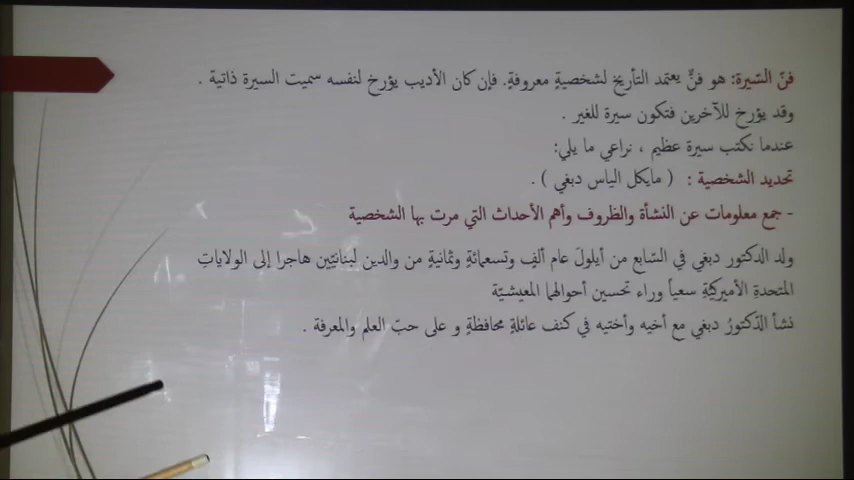 فنّ السّيرة: هو فنٌّ يعتمد التأريخ لشخصيةٍ معروفةٍ. فإن كان الأديب يؤرخ لنفسه سميت السيرة ذاتية .
وقد يؤرخ للآخرين فتكون سيرة للغير .
عندما نكتب سيرة عظيم ، نراعي ما يلي:
تحديد الشخصية : ( مايكل الياس دبغي ) .
- جمع معلومات عن النشأة والظروف وأهم الأحداث التي مرت بها الشخصية
ولد الدكتور دبغي في السّابع من أيلولَ عام ألفٍ وتسعمائةٍ وثمانيةٍ من والدين لبنانيّين هاجرا إلى الولاياتِ
المتحدةِ الأميركيّةِ سعياً وراء تحسين أحوالهما المعيشيّة
نشأ الدّكتورُ دبغي مع أخيه وأختيه في كنف عائلةٍ محافظةٍ و على حبّ العلم والمعرفة .